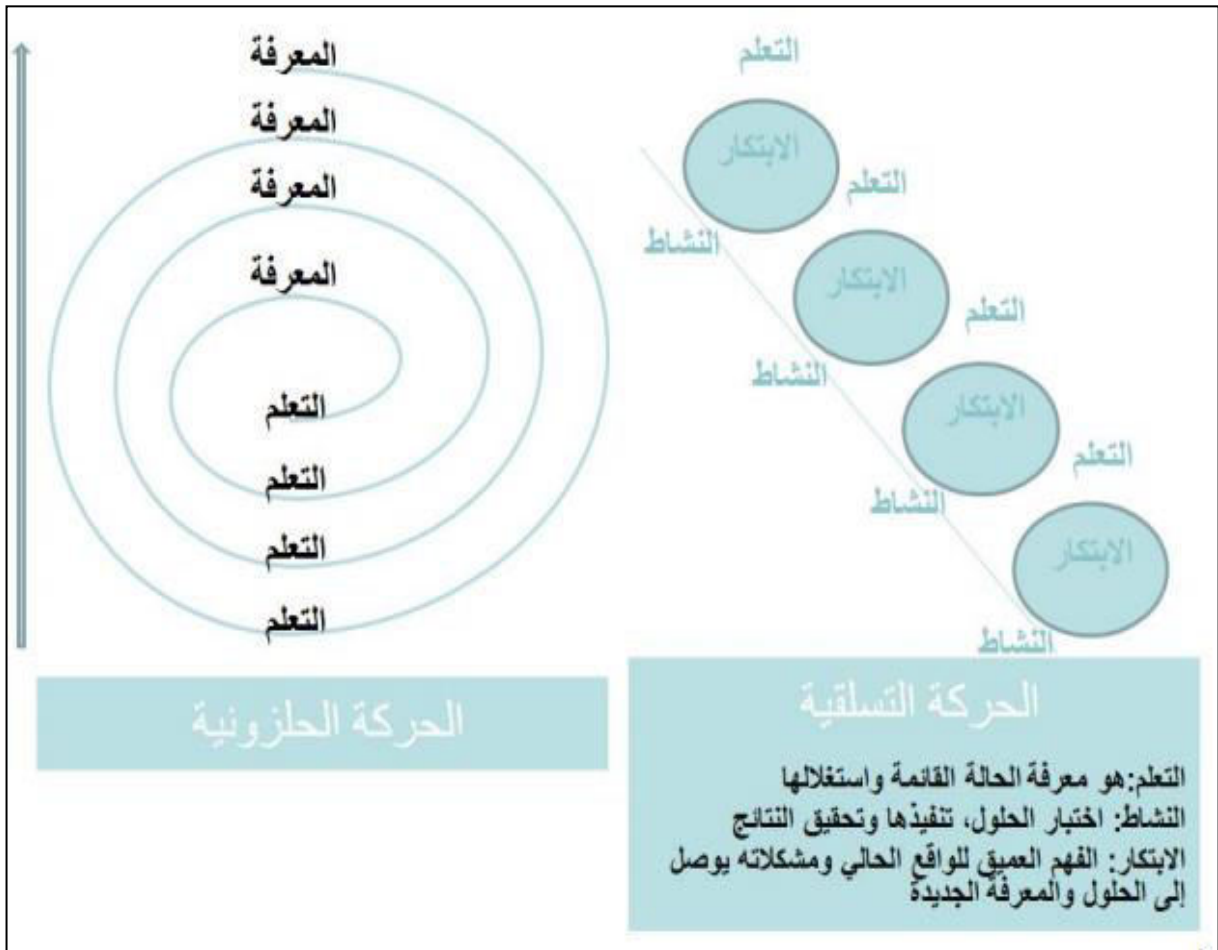 التعلم
الابتكار
التعلم
النشاط
الابتكار
التعلم
النشاط
الابتكار
التعلم
النشاط
الابتكار
النشاط
الحركة التسلقية
التعلم:هو معرفة الحالة القائمة واستغلالها
النشاط: اختبار الحلول، تنفيذها وتحقيق النتائج
الابتكار: الفهم العميق للواقع الحالي ومشكلاته يوصل
إلى الحلول والمعرفة الجديدة
المعرفة
المعرفة
المعرفة
المعرفة
التعلم
التعلم
التعلم
التعلم
الحركة الحلزونية